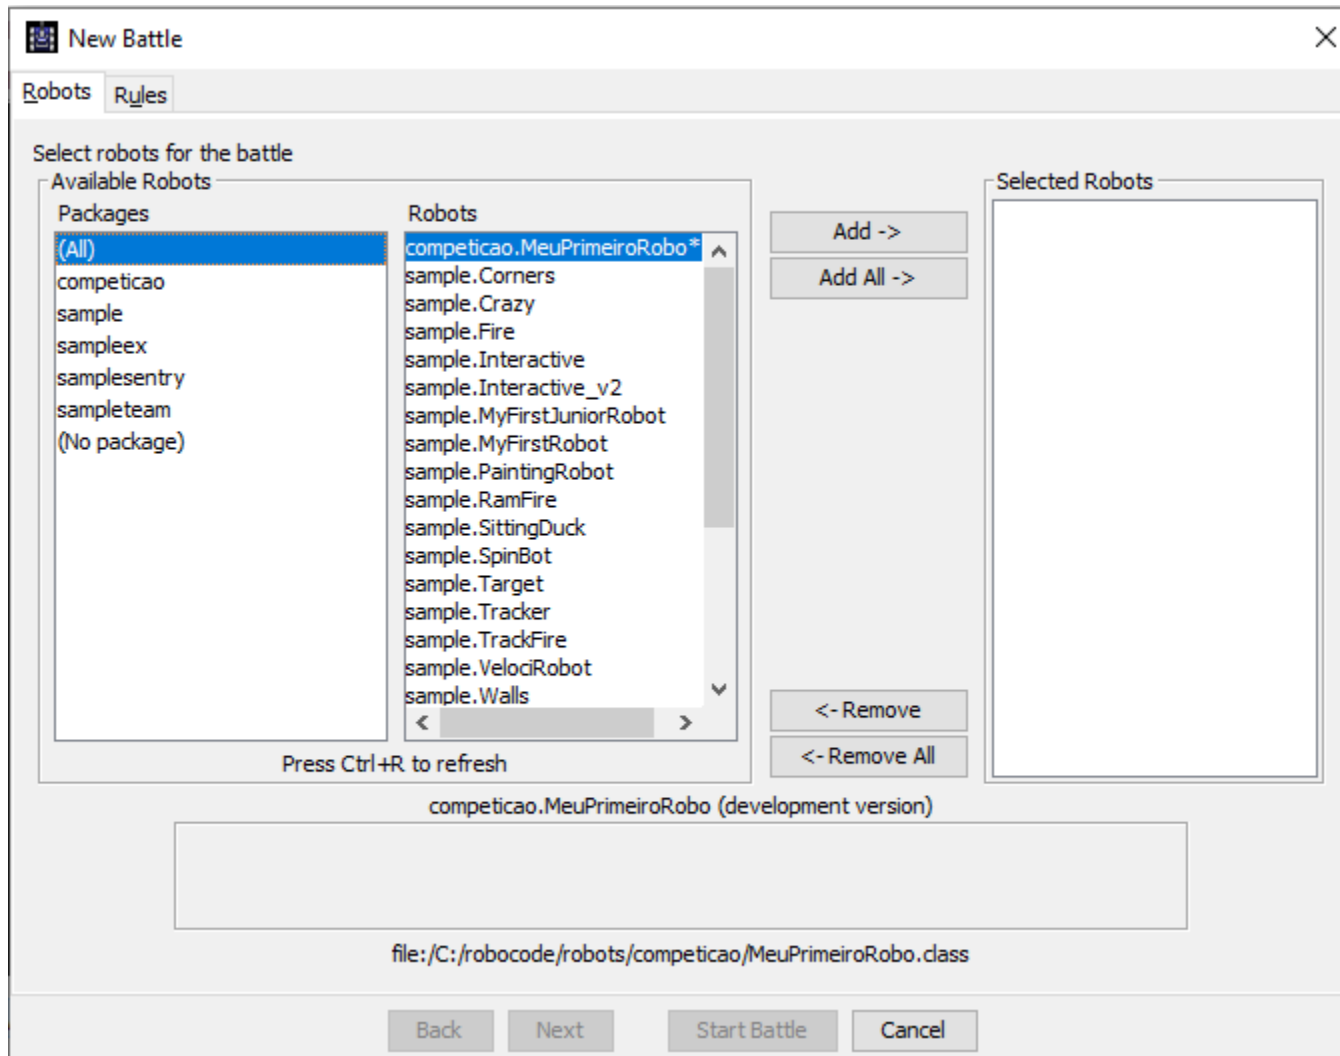 New Battle
Robots
Rules
Select robots for the battle
Available Robots
Packages
(All)
competicao
sample
sampleex
samplesentry
sampleteam
(No package)
Robots
competicao.MeuPrimeiroRobo*
sample.Corners
sample.Crazy
sample.Fire
sample.Interactive
sample.Interactive_v2
sample.MyFirstJuniorRobot
sample.MyFirstRobot
sample.PaintingRobot
sample.RamFire
sample.SittingDuck
sample.SpinBot
sample.Target
sample.Tracker
sample.TrackFire
sample.VelociRobot
sample.Walls
Press Ctrl+R to refresh
Add ->
Add All ->
<- Remove
<- Remove All
Selected Robots
competicao.MeuPrimeiroRobo (development version)
file:/C:/robocode/robots/competicao/MeuPrimeiroRobo.class
Back
Next
Start Battle
Cancel